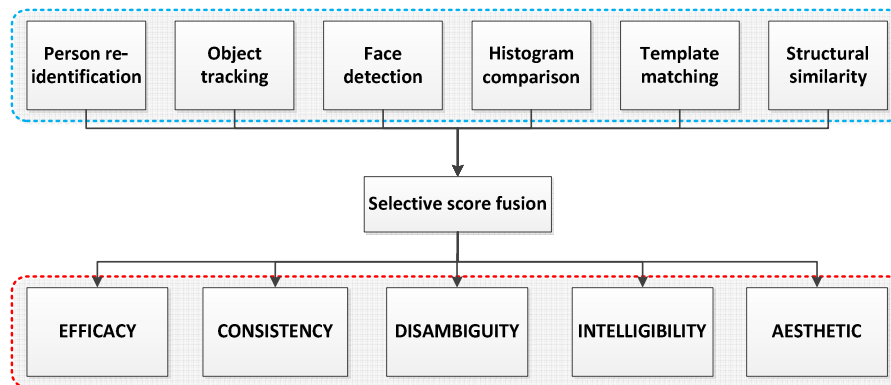 Person re-
identification
Object
tracking
Face
detection
Histogram
comparison
Template
matching
Structural
similarity
Selective score fusion
EFFICACY
CONSISTENCY
DISAMBIGUITY
INTELLIGIBILITY
AESTHETIC